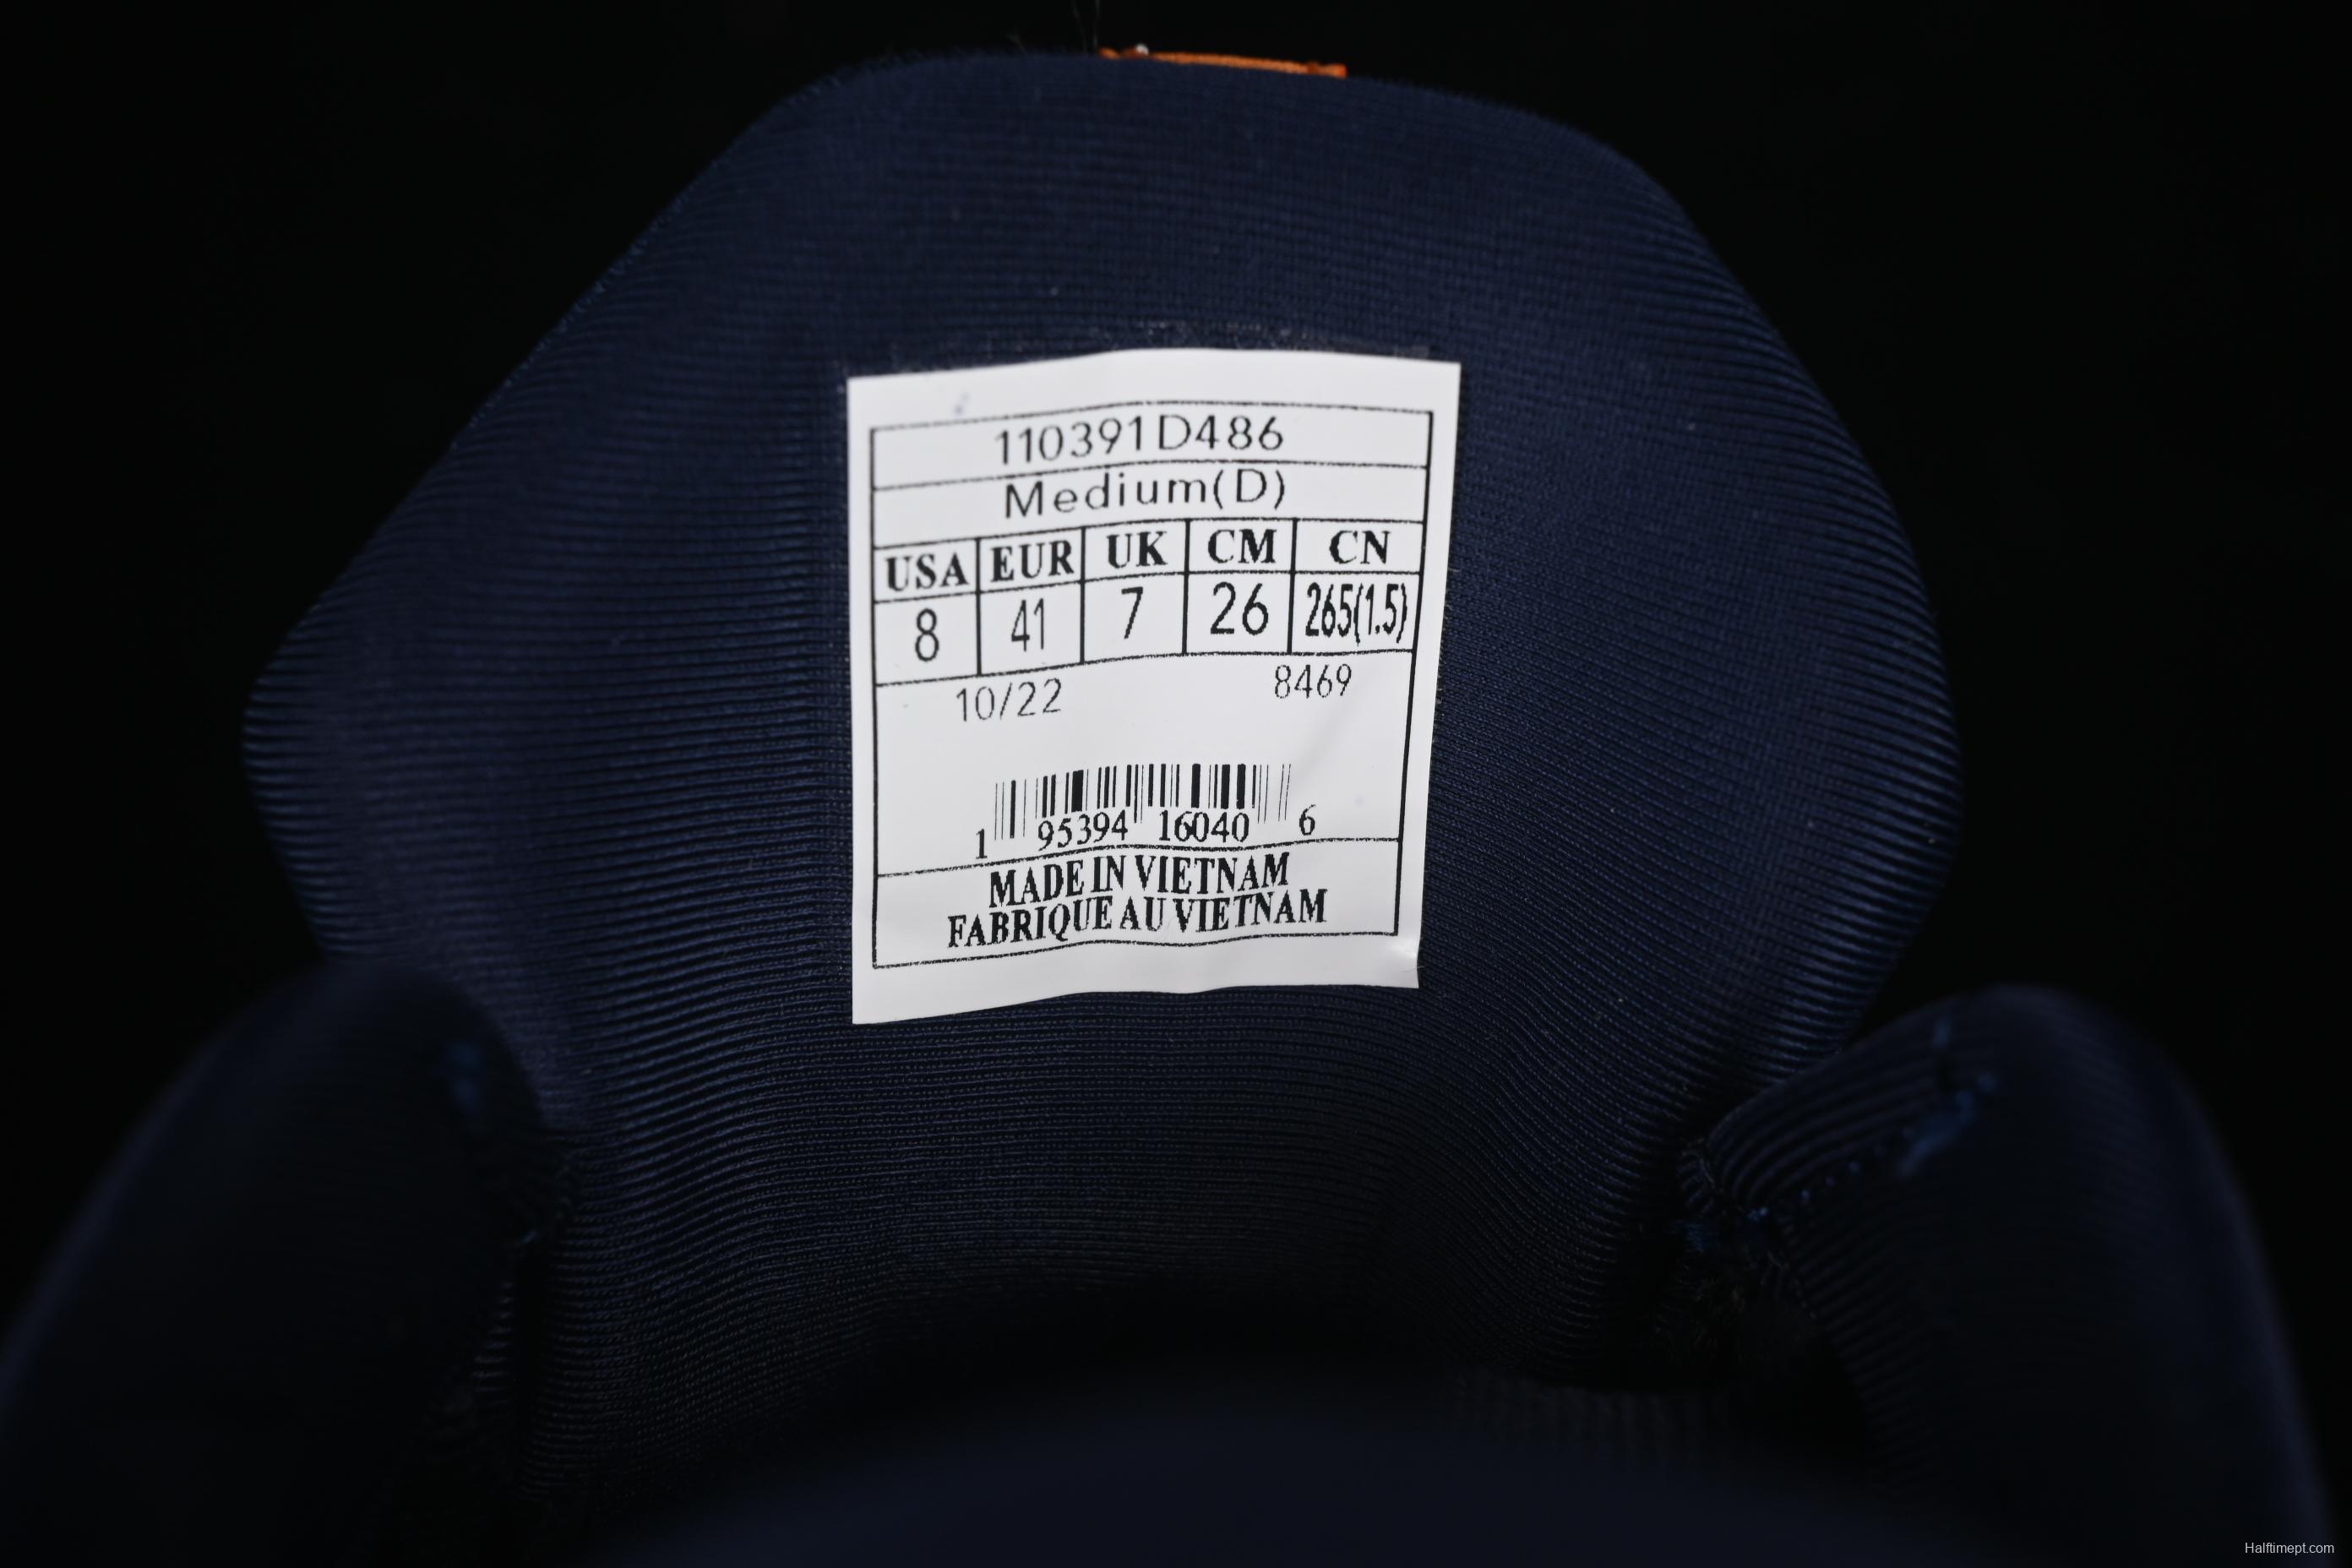 110391D486
Medium(D)
USA EUR UK CM CN
8 41 7 26 265(1.5)
10/22 8469
1 95394 16040 6
MADE IN VIETNAM
FABRIQUE AU VIETNAM
Halftimept.com